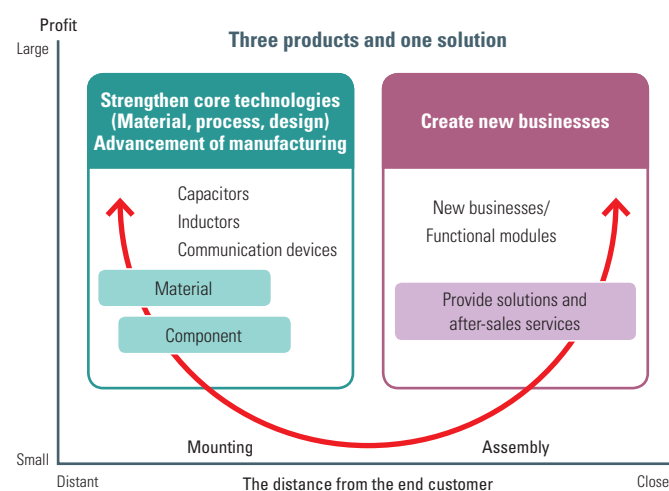 Profit
Large
Three products and one solution
Strengthen core technologies
(Material, process, design)
Advancement of manufacturing
Capacitors
Inductors
Communication devices
Material
Component
Create new businesses
New businesses/
Functional modules
Provide solutions and
after-sales services
Mounting
Assembly
Small
Distant
The distance from the end customer
Close